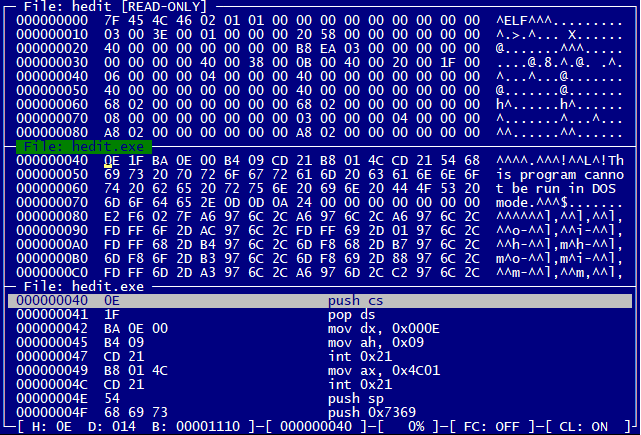 File: hedit [READ-ONLY]
000000000 7F 45 4C 46 02 01 01 00 00 00 00 00 00 00 00 00 ^ELF^^^.........
000000010 03 00 3E 00 01 00 00 00 20 58 00 00 00 00 00 00 ^.>.^... X......
000000020 40 00 00 00 00 00 00 00 B8 EA 03 00 00 00 00 00 @.......^^^.....
000000030 00 00 00 00 40 00 38 00 0B 00 40 00 20 00 1F 00 ....@.8.^.@. .^.
000000040 06 00 00 00 04 00 00 00 40 00 00 00 00 00 00 00 ^...^...@.......
000000050 40 00 00 00 00 00 00 00 40 00 00 00 00 00 00 00 @.......@.......
000000060 68 02 00 00 00 00 00 00 68 02 00 00 00 00 00 00 h^......h^......
000000070 08 00 00 00 00 00 00 00 03 00 00 00 04 00 00 00 ^.......^...^...
000000080 A8 02 00 00 00 00 00 00 A8 02 00 00 00 00 00 00 ^^......^^......
File: hedit.exe
000000040 0E 1F BA 0E 00 B4 09 CD 21 B8 01 4C CD 21 54 68 ^^^^.^^^!^^L^!Th
000000050 69 73 20 70 72 6F 67 72 61 6D 20 63 61 6E 6E 6F is program canno
000000060 74 20 62 65 20 72 75 6E 20 69 6E 20 44 4F 53 20 t be run in DOS
000000070 6D 6F 64 65 2E 0D 0D 0A 24 00 00 00 00 00 00 00 mode.^^^$.......
000000080 E2 F6 02 7F A6 97 6C 2C A6 97 6C 2C A6 97 6C 2C ^^^^^^l,^^l,^^l,
000000090 FD FF 6F 2D AC 97 6C 2C FD FF 69 2D 01 97 6C 2C ^^o-^^l,^^i-^^l,
0000000A0 FD FF 68 2D B4 97 6C 2C 6D F8 68 2D B7 97 6C 2C ^^h-^^l,m^h-^^l,
0000000B0 6D F8 6F 2D B3 97 6C 2C 6D F8 69 2D 88 97 6C 2C m^o-^^l,m^i-^^l,
0000000C0 FD FF 6D 2D A3 97 6C 2C A6 97 6D 2C C2 97 6C 2C ^^m-^^l,^^m,^^l,
File: hedit.exe
000000040 0E push cs
000000041 1F pop ds
000000042 BA 0E 00 mov dx, 0x000E
000000045 B4 09 mov ah, 0x09
000000047 CD 21 int 0x21
000000049 B8 01 4C mov ax, 0x4C01
00000004C CD 21 int 0x21
00000004E 54 push sp
00000004F 68 69 73 push 0x7369
[ H: 0E D: 014 B: 00001110 ]-[ 000000040 ]-[ 0% ]-[ FC: OFF ]-[ CL: ON ]